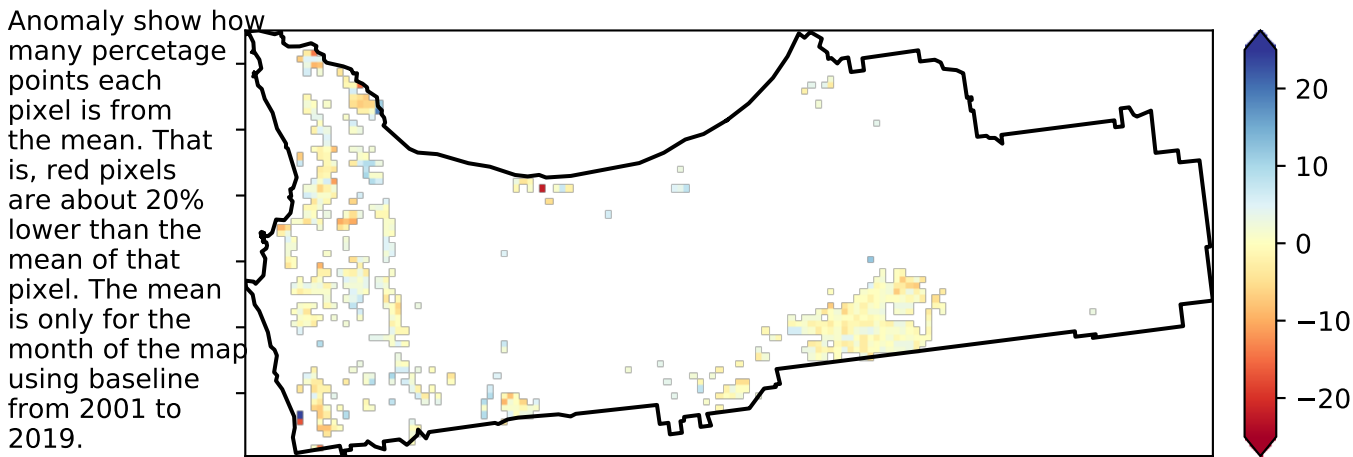 Anomaly show how
many percetage
points each
pixel is from
the mean. That
is, red pixels
are about 20%
lower than the
mean of that
pixel. The mean
is only for the
month of the map
using baseline
from 2001 to
2019.
20
10
0
−10
−20